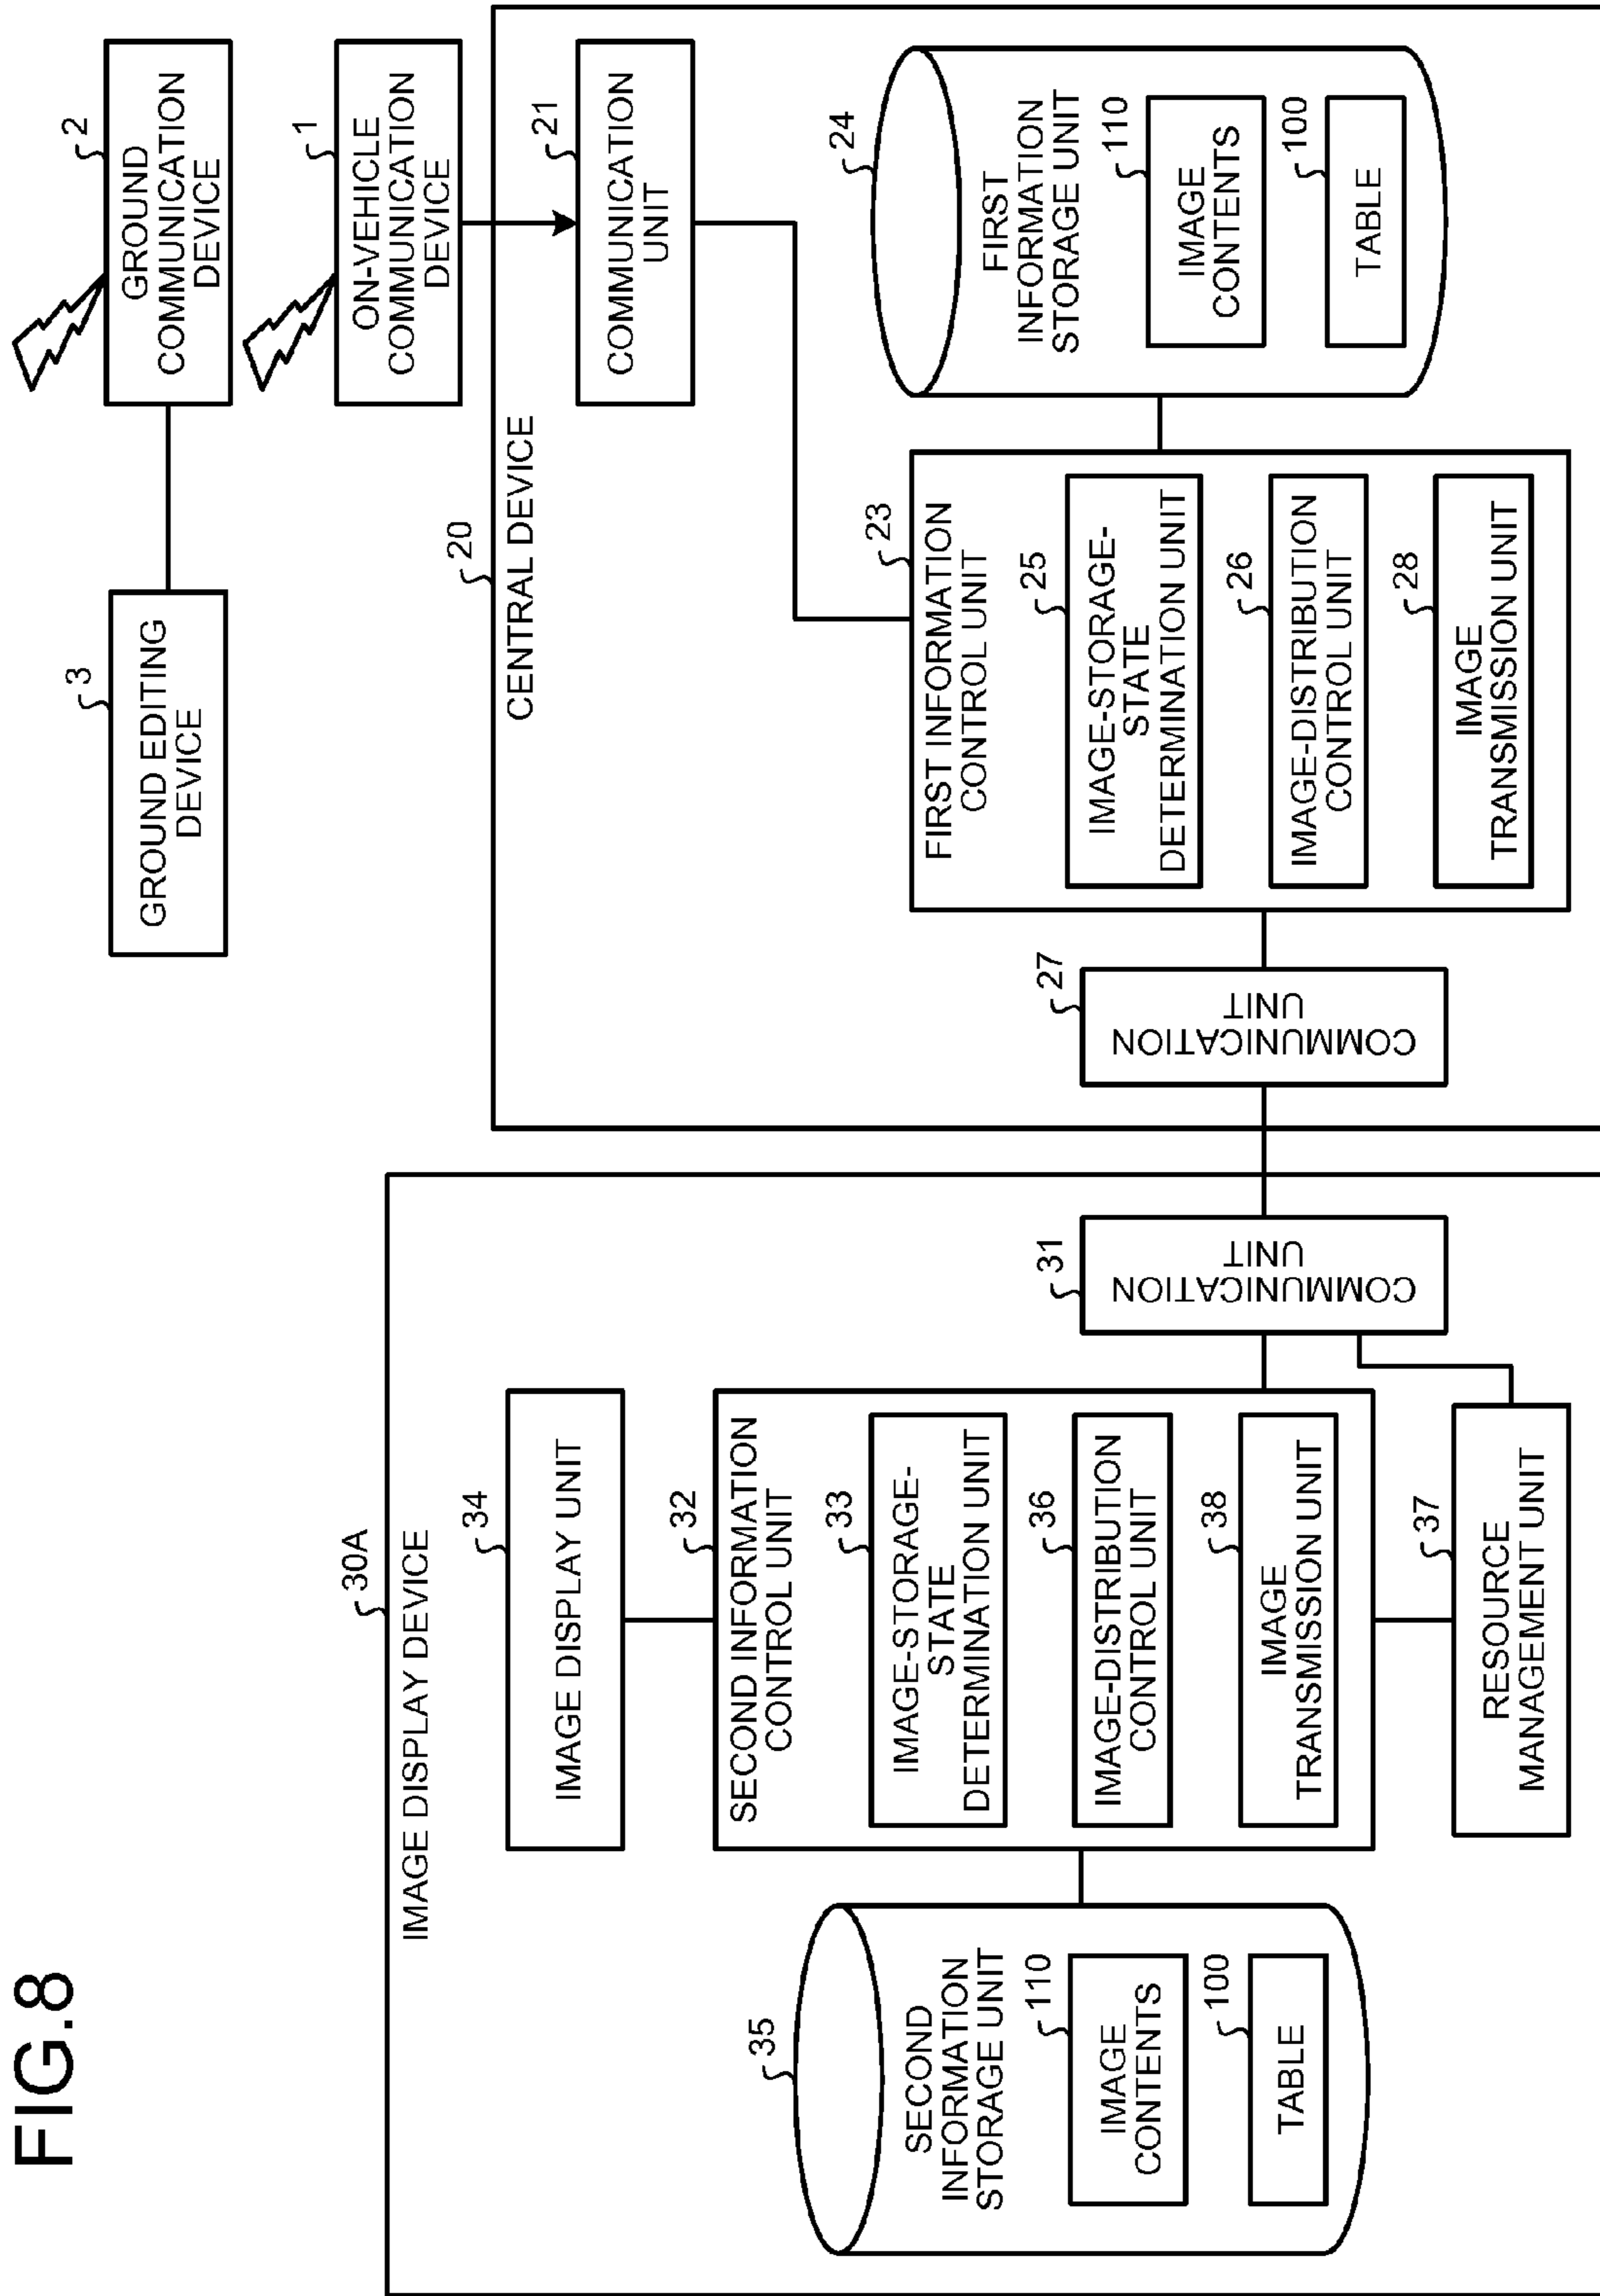 FIG.8
30A
IMAGE DISPLAY DEVICE
35
SECOND
INFORMATION
STORAGE UNIT
110
IMAGE
CONTENTS
100
TABLE
34
IMAGE DISPLAY UNIT
32
SECOND INFORMATION
CONTROL UNIT
33
IMAGE-STORAGE-
STATE
DETERMINATION UNIT
36
IMAGE-DISTRIBUTION
CONTROL UNIT
38
IMAGE
TRANSMISSION UNIT
37
RESOURCE
MANAGEMENT UNIT
31
COMMUNICATION
UNIT
3
GROUND EDITING
DEVICE
2
GROUND
COMMUNICATION
DEVICE
1
ON-VEHICLE
COMMUNICATION
DEVICE
20
CENTRAL DEVICE
21
COMMUNICATION
UNIT
27
COMMUNICATION
UNIT
23
FIRST INFORMATION
CONTROL UNIT
25
IMAGE-STORAGE-
STATE
DETERMINATION UNIT
26
IMAGE-DISTRIBUTION
CONTROL UNIT
28
IMAGE
TRANSMISSION UNIT
24
FIRST
INFORMATION
STORAGE UNIT
110
IMAGE
CONTENTS
100
TABLE